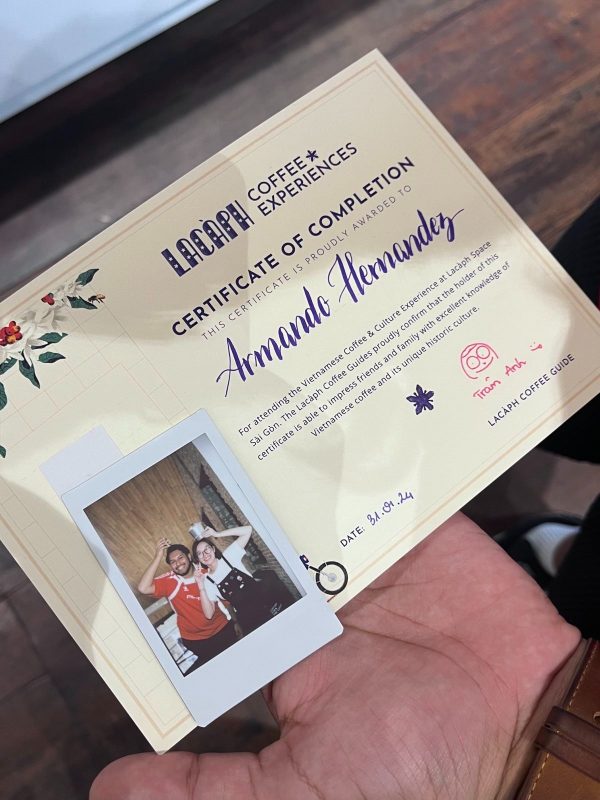 LACÀPH COFFEE
EXPERIENCES
CERTIFICATE OF COMPLETION
THIS CERTIFICATE IS PROUDLY AWARDED TO
Armando Hernandez
For attending the Vietnamese Coffee & Culture Experience at Lacàph Space
Sài Gòn. The Lacàph Coffee Guides proudly confirm that the holder of this
certificate is able to impress friends and family with excellent knowledge of
Vietnamese coffee and its unique historic culture.
Trâm Anh
LACÀPH COFFEE GUIDE
DATE: 31.01.24